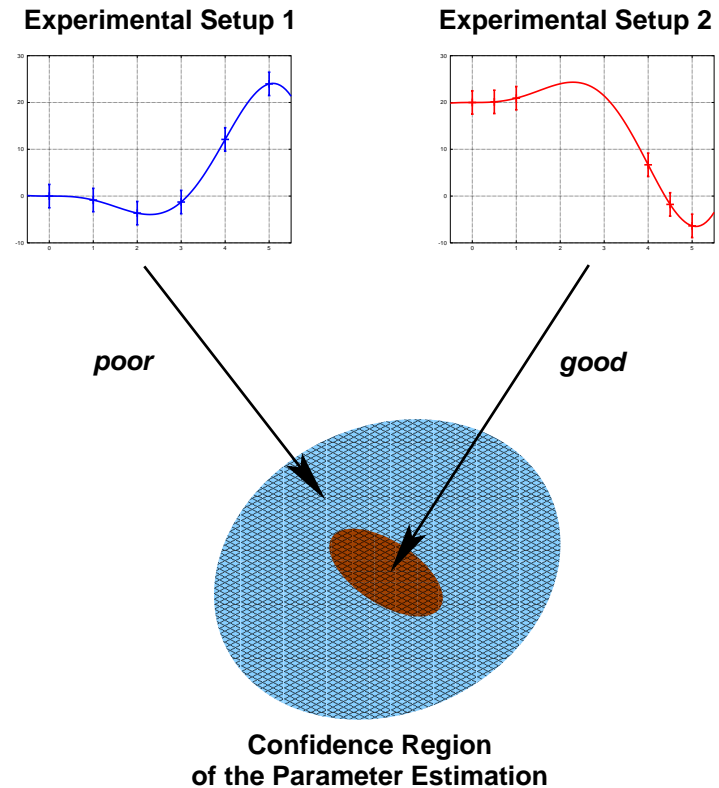 Experimental Setup 1
Experimental Setup 2
30
20
10
0
-10
0 1 2 3 4 5
30
20
10
0
-10
0 1 2 3 4 5
poor
good
Confidence Region
of the Parameter Estimation